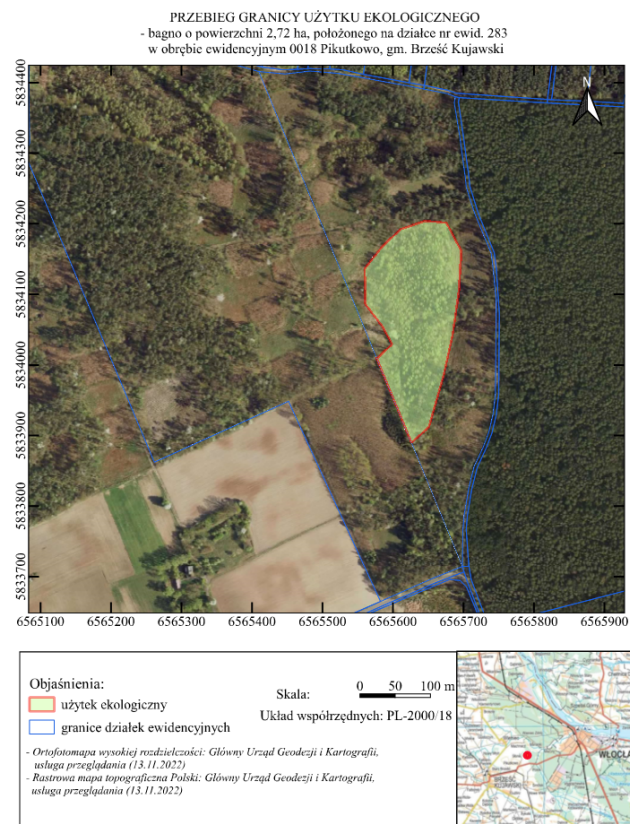 PRZEBIEG GRANICY UŻYTKU EKOLOGICZNEGO
- bagno o powierzchni 2,72 ha, położonego na działce nr ewid. 283
w obrębie ewidencyjnym 0018 Pikutkowo, gm. Brześć Kujawski
5834400
5834300
5834200
5834100
5834000
5833900
5833800
5833700
N
6565100 6565200 6565300 6565400 6565500 6565600 6565700 6565800 6565900
Objaśnienia:
użytek ekologiczny
granice działek ewidencyjnych
Skala: 0 50 100 m
Układ współrzędnych: PL-2000/18
- Ortofotomapa wysokiej rozdzielczości: Główny Urząd Geodezji i Kartografii,
usługa przeglądania (13.11.2022)
- Rastrowa mapa topograficzna Polski: Główny Urząd Geodezji i Kartografii,
usługa przeglądania (13.11.2022)
WŁOCŁA
BRZEŚĆ
KUJAWSKI